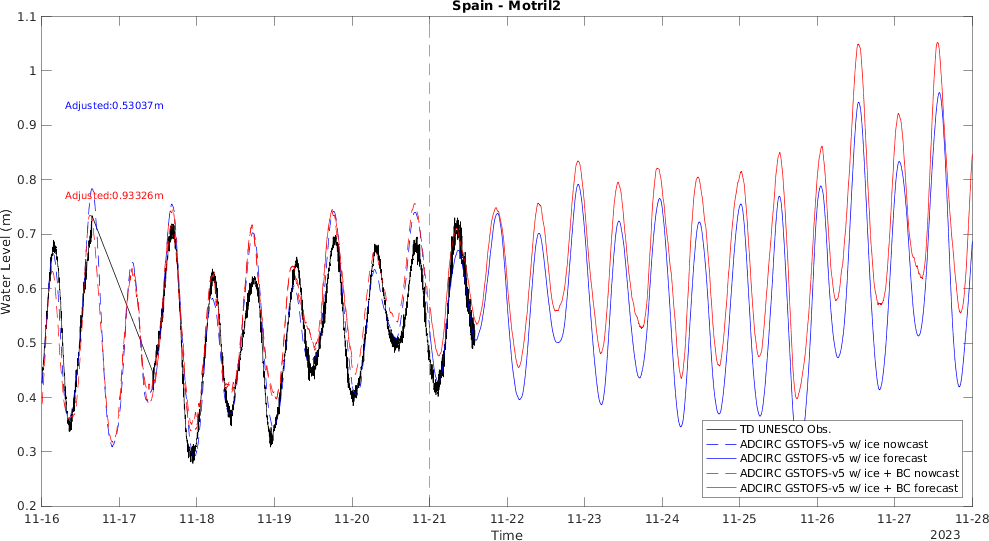 Spain - Motril2
1.1
1
0.9
0.8
0.7
0.6
0.5
0.4
0.3
0.2
Water Level (m)
Adjusted:0.53037m
Adjusted:0.93326m
TD UNESCO Obs.
ADCIRC GSTOFS-v5 w/ ice nowcast
ADCIRC GSTOFS-v5 w/ ice forecast
ADCIRC GSTOFS-v5 w/ ice + BC nowcast
ADCIRC GSTOFS-v5 w/ ice + BC forecast
11-16 11-17 11-18 11-19 11-20 11-21 11-22 11-23 11-24 11-25 11-26 11-27 11-28
Time
2023